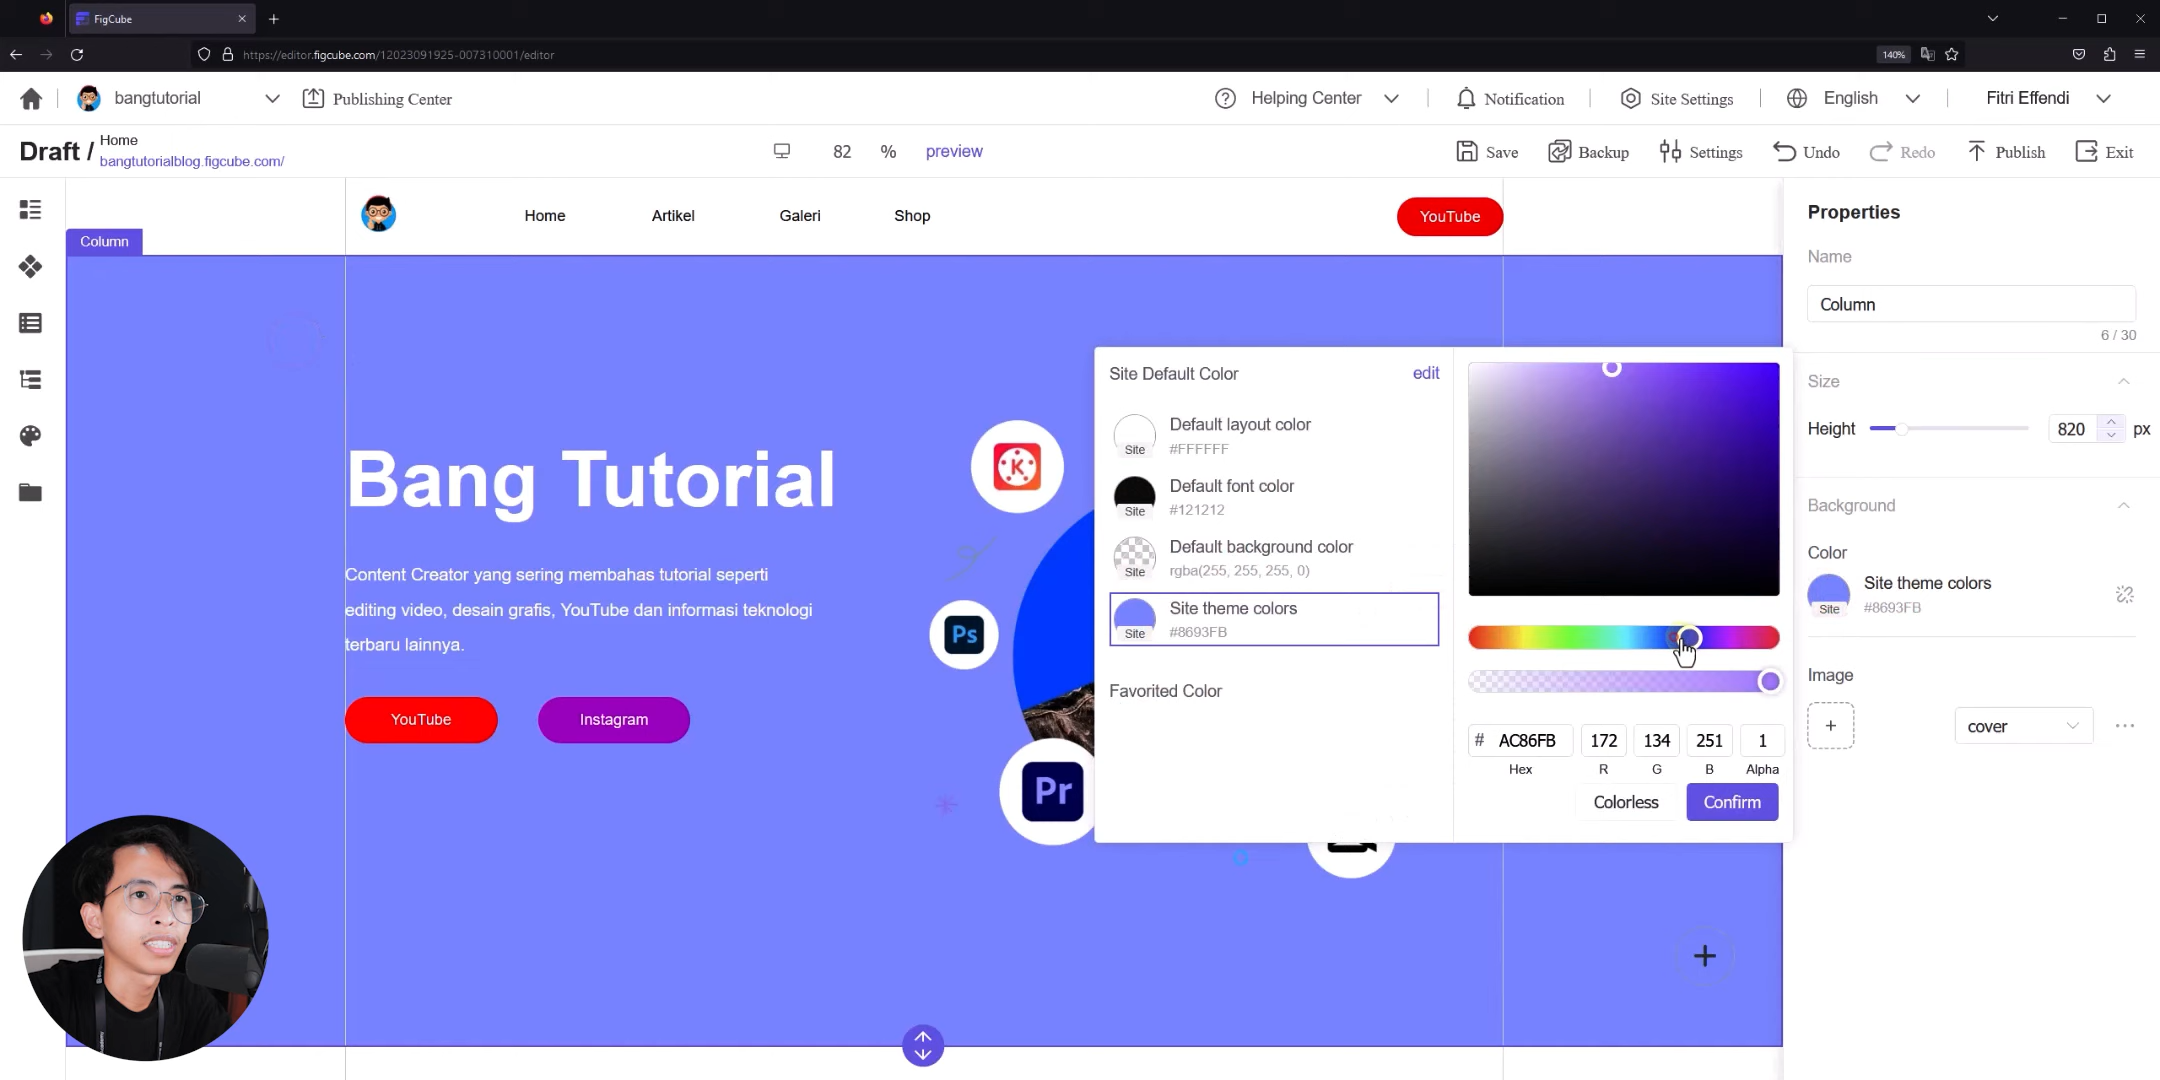 FigCube
https://editor.figcube.com/12023091925-007310001/editor
140%
bangtutorial
Publishing Center
Helping Center
Notification
Site Settings
English
Fitri Effendi
Draft /
Home
bangtutorialblog.figcube.com/
82 %
preview
Save
Backup
Settings
Undo
Redo
Publish
Exit
Home
Artikel
Galeri
Shop
YouTube
Column
Bang Tutorial
Content Creator yang sering membahas tutorial seperti
editing video, desain grafis, YouTube dan informasi teknologi
terbaru lainnya.
YouTube
Instagram
K
Ps
Pr
Site Default Color
edit
Default layout color
#FFFFFF
Site
Default font color
#121212
Site
Default background color
rgba(255, 255, 255, 0)
Site
Site theme colors
#8693FB
Site
Favorited Color
# AC86FB 172 134 251 1
Hex R G B Alpha
Colorless
Confirm
Properties
Name
Column
6 / 30
Size
Height 820 px
Background
Color
Site theme colors
#8693FB
Site
Image
+
cover